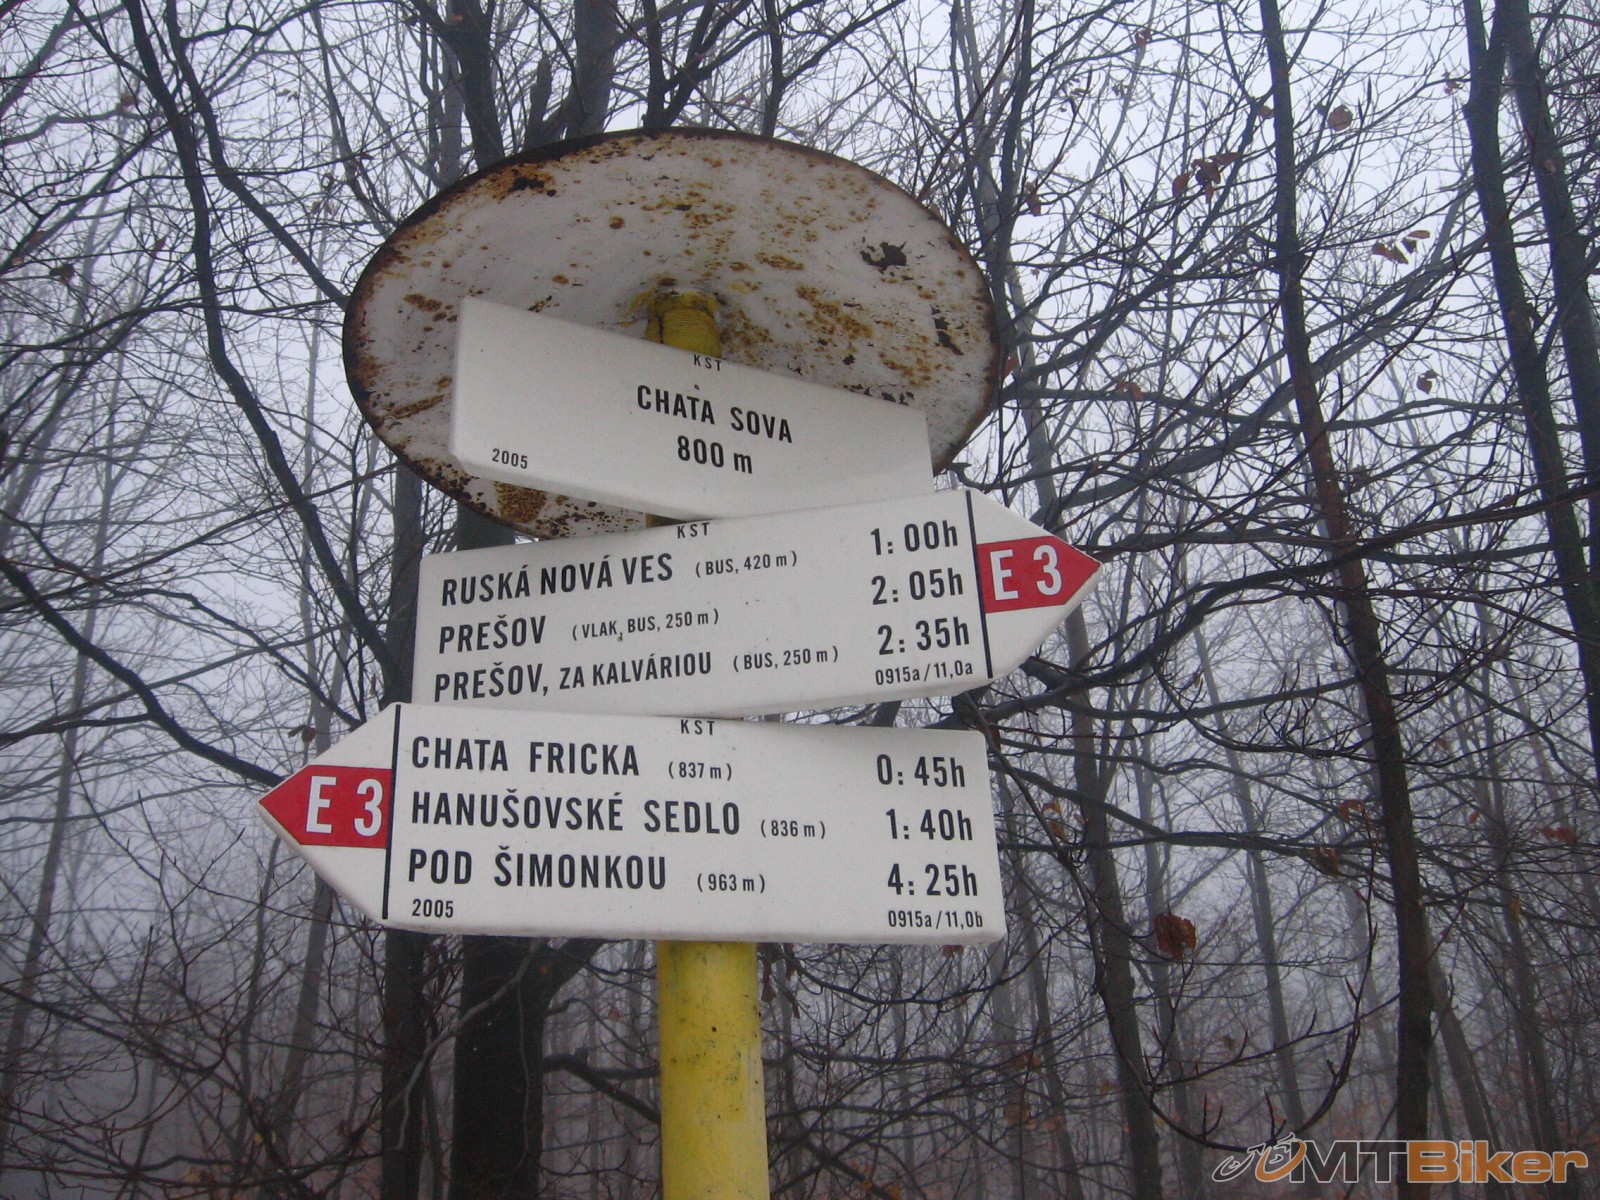 KST
CHATA SOVA
800 m
2005
KST
RUSKÁ NOVÁ VES (BUS, 420 m) 1:00h
PREŠOV (VLAK, BUS, 250 m) 2:05h
PREŠOV, ZA KALVÁRIOU (BUS, 250 m) 2:35h
0915a/11,0a
E 3
KST
CHATA FRICKA (837 m) 0:45h
HANUŠOVSKÉ SEDLO (836 m) 1:40h
POD ŠIMONKOU (963 m) 4:25h
2005 0915a/11,0b
E 3
MTBiker